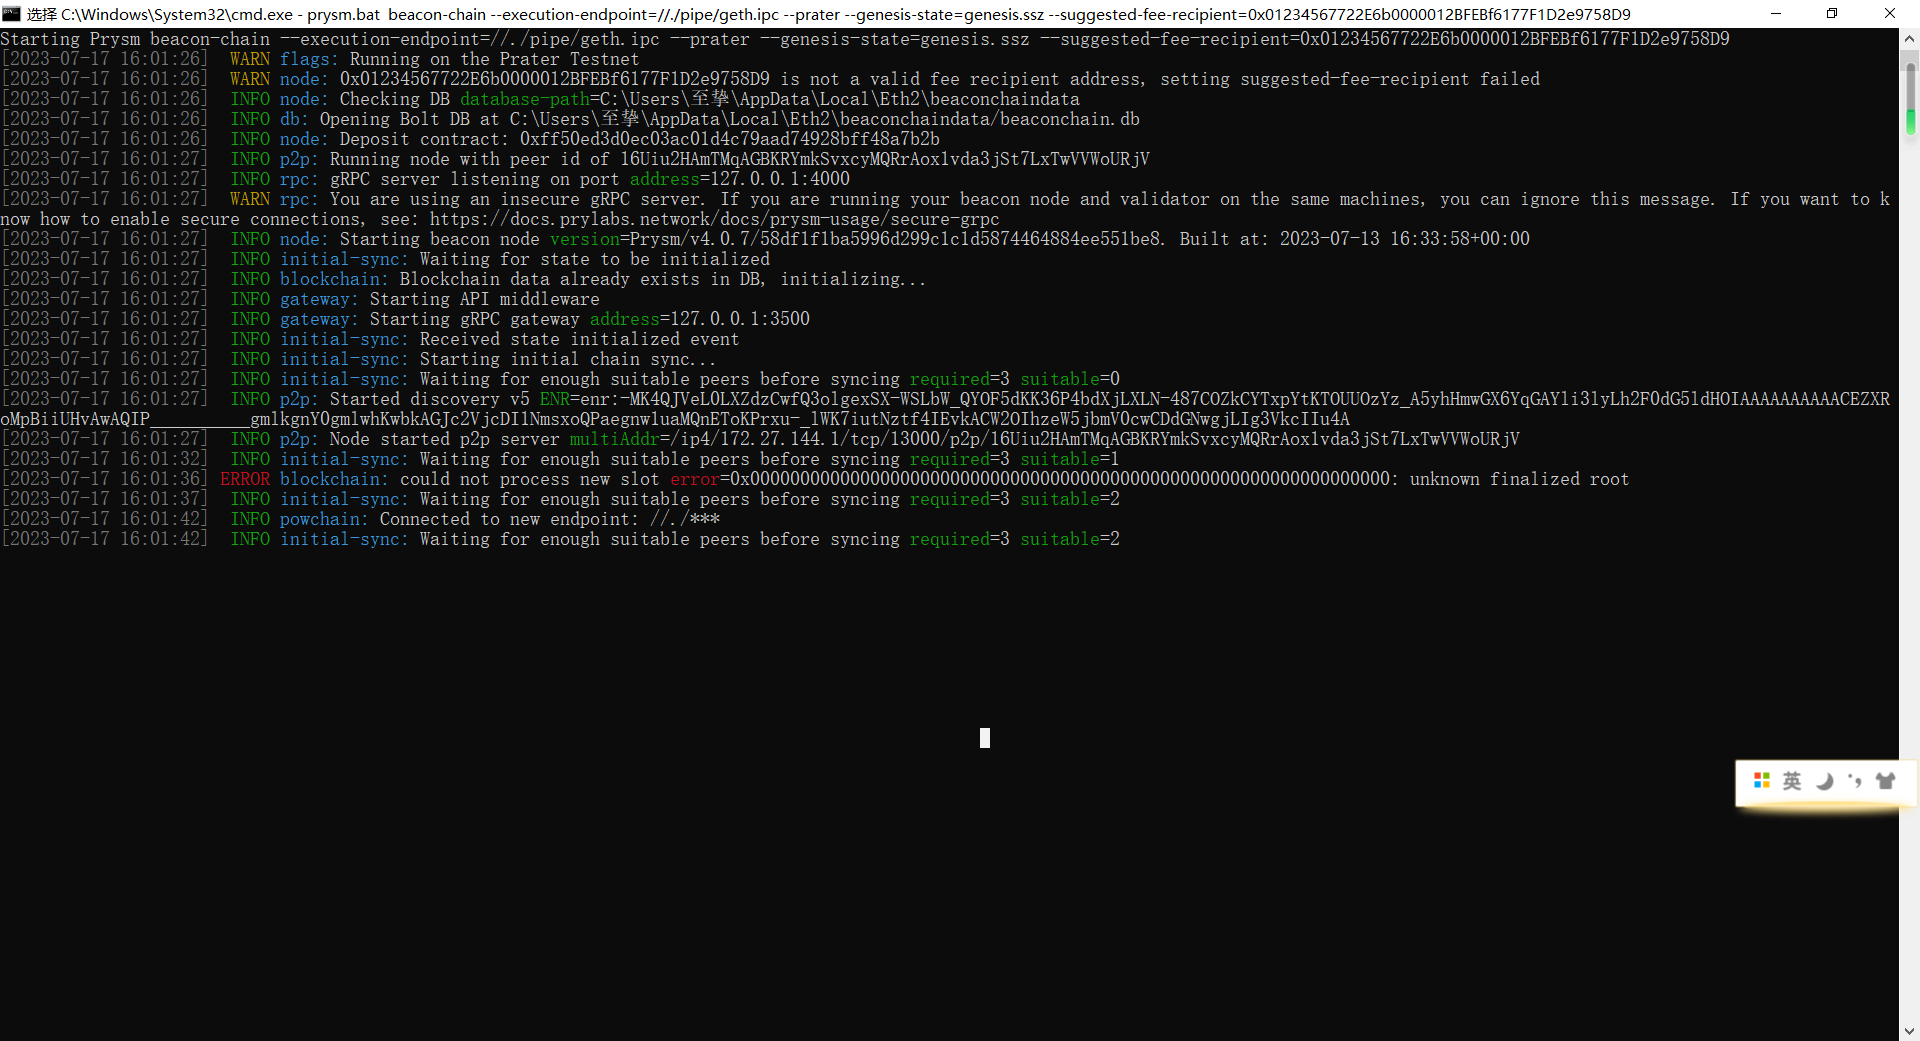 选择 C:\Windows\System32\cmd.exe - prysm.bat  beacon-chain --execution-endpoint=//./pipe/geth.ipc --prater --genesis-state=genesis.ssz --suggested-fee-recipient=0x01234567722E6b0000012BFEBf6177F1D2e9758D9
Starting Prysm beacon-chain --execution-endpoint=//./pipe/geth.ipc --prater --genesis-state=genesis.ssz --suggested-fee-recipient=0x01234567722E6b0000012BFEBf6177F1D2e9758D9
[2023-07-17 16:01:26]  WARN flags: Running on the Prater Testnet
[2023-07-17 16:01:26]  WARN node: 0x01234567722E6b0000012BFEBf6177F1D2e9758D9 is not a valid fee recipient address, setting suggested-fee-recipient failed
[2023-07-17 16:01:26]  INFO node: Checking DB database-path=C:\Users\至挚\AppData\Local\Eth2\beaconchaindata
[2023-07-17 16:01:26]  INFO db: Opening Bolt DB at C:\Users\至挚\AppData\Local\Eth2\beaconchaindata/beaconchain.db
[2023-07-17 16:01:26]  INFO node: Deposit contract: 0xff50ed3d0ec03ac01d4c79aad74928bff48a7b2b
[2023-07-17 16:01:27]  INFO p2p: Running node with peer id of 16Uiu2HAmTMqAGBKRYmkSvxcyMQRrAox1vda3jSt7LxTwVVWoURjV
[2023-07-17 16:01:27]  INFO rpc: gRPC server listening on port address=127.0.0.1:4000
[2023-07-17 16:01:27]  WARN rpc: You are using an insecure gRPC server. If you are running your beacon node and validator on the same machines, you can ignore this message. If you want to k
now how to enable secure connections, see: https://docs.prylabs.network/docs/prysm-usage/secure-grpc
[2023-07-17 16:01:27]  INFO node: Starting beacon node version=Prysm/v4.0.7/58df1f1ba5996d299c1c1d5874464884ee551be8. Built at: 2023-07-13 16:33:58+00:00
[2023-07-17 16:01:27]  INFO initial-sync: Waiting for state to be initialized
[2023-07-17 16:01:27]  INFO blockchain: Blockchain data already exists in DB, initializing...
[2023-07-17 16:01:27]  INFO gateway: Starting API middleware
[2023-07-17 16:01:27]  INFO gateway: Starting gRPC gateway address=127.0.0.1:3500
[2023-07-17 16:01:27]  INFO initial-sync: Received state initialized event
[2023-07-17 16:01:27]  INFO initial-sync: Starting initial chain sync...
[2023-07-17 16:01:27]  INFO initial-sync: Waiting for enough suitable peers before syncing required=3 suitable=0
[2023-07-17 16:01:27]  INFO p2p: Started discovery v5 ENR=enr:-MK4QJVeLOLXZdzCwfQ3olgexSX-WSLbW_QYOF5dKK36P4bdXjLXLN-487COZkCYTxpYtKTOUUOzYz_A5yhHmwGX6YqGAYli31yLh2F0dG5ldHOIAAAAAAAAAACEZXR
oMpBiiUHvAwAQIP__________gmlkgnY0gmlwhKwbkAGJc2VjcDI1NmsxoQPaegnwluaMQnEToKPrxu-_lWK7iutNztf4IEvkACW2OIhzeW5jbmV0cwCDdGNwgjLIg3VkcIIu4A
[2023-07-17 16:01:27]  INFO p2p: Node started p2p server multiAddr=/ip4/172.27.144.1/tcp/13000/p2p/16Uiu2HAmTMqAGBKRYmkSvxcyMQRrAox1vda3jSt7LxTwVVWoURjV
[2023-07-17 16:01:32]  INFO initial-sync: Waiting for enough suitable peers before syncing required=3 suitable=1
[2023-07-17 16:01:36] ERROR blockchain: could not process new slot error=0x0000000000000000000000000000000000000000000000000000000000000000: unknown finalized root
[2023-07-17 16:01:37]  INFO initial-sync: Waiting for enough suitable peers before syncing required=3 suitable=2
[2023-07-17 16:01:42]  INFO powchain: Connected to new endpoint: //./***
[2023-07-17 16:01:42]  INFO initial-sync: Waiting for enough suitable peers before syncing required=3 suitable=2
英